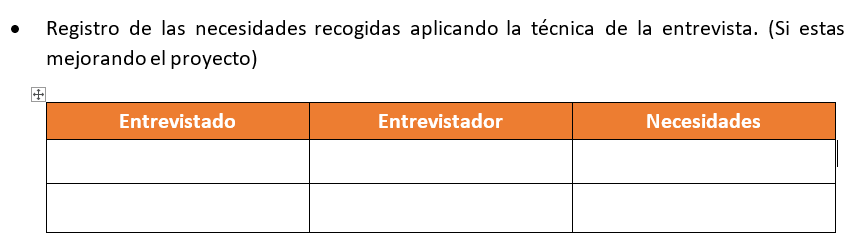 • Registro de las necesidades recogidas aplicando la técnica de la entrevista. (Si estas
mejorando el proyecto)
Entrevistado Entrevistador Necesidades